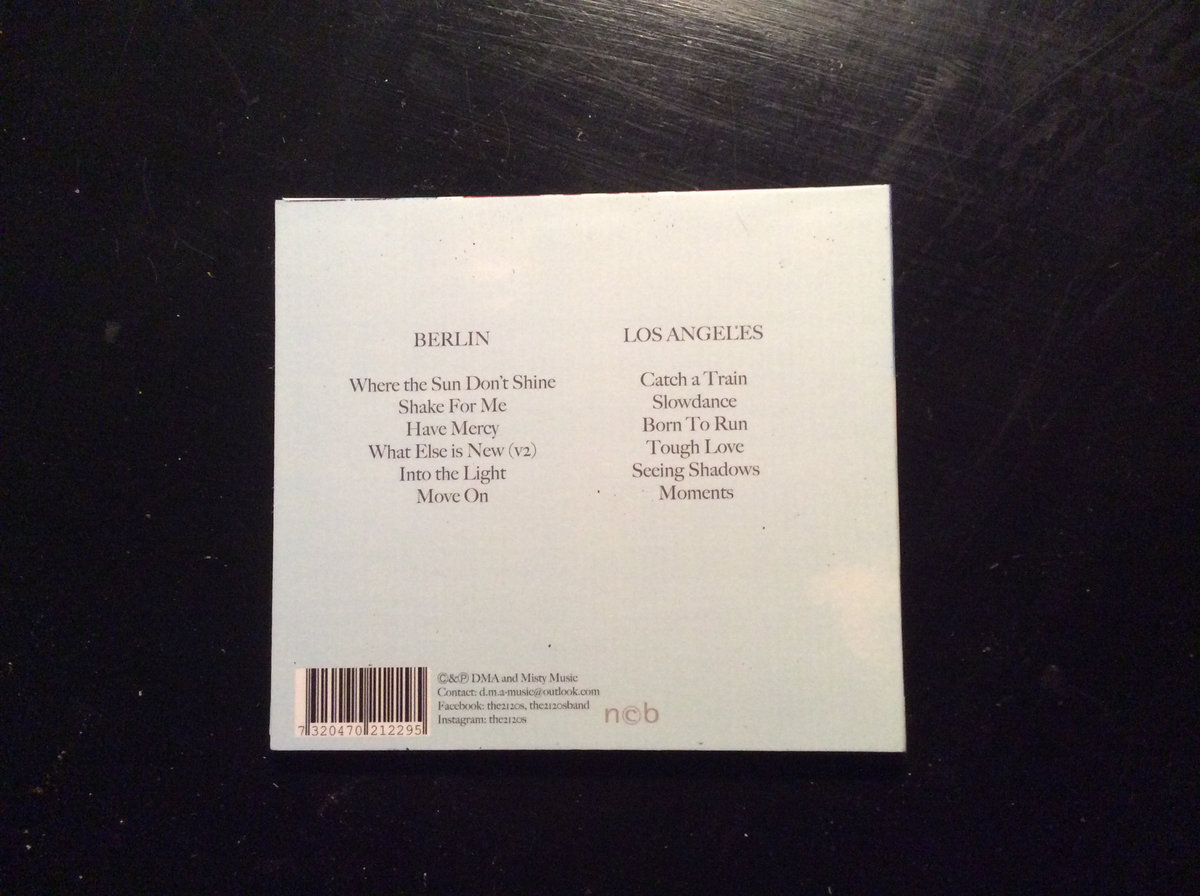 BERLIN
Where the Sun Don't Shine
Shake For Me
Have Mercy
What Else is New (v2)
Into the Light
Move On
LOS ANGELES
Catch a Train
Slowdance
Born To Run
Tough Love
Seeing Shadows
Moments
7 320470 212295
©&℗ DMA and Misty Music
Contact: d.m.a-music@outlook.com
Facebook: the2120s, the2120sband
Instagram: the2120s
n©b